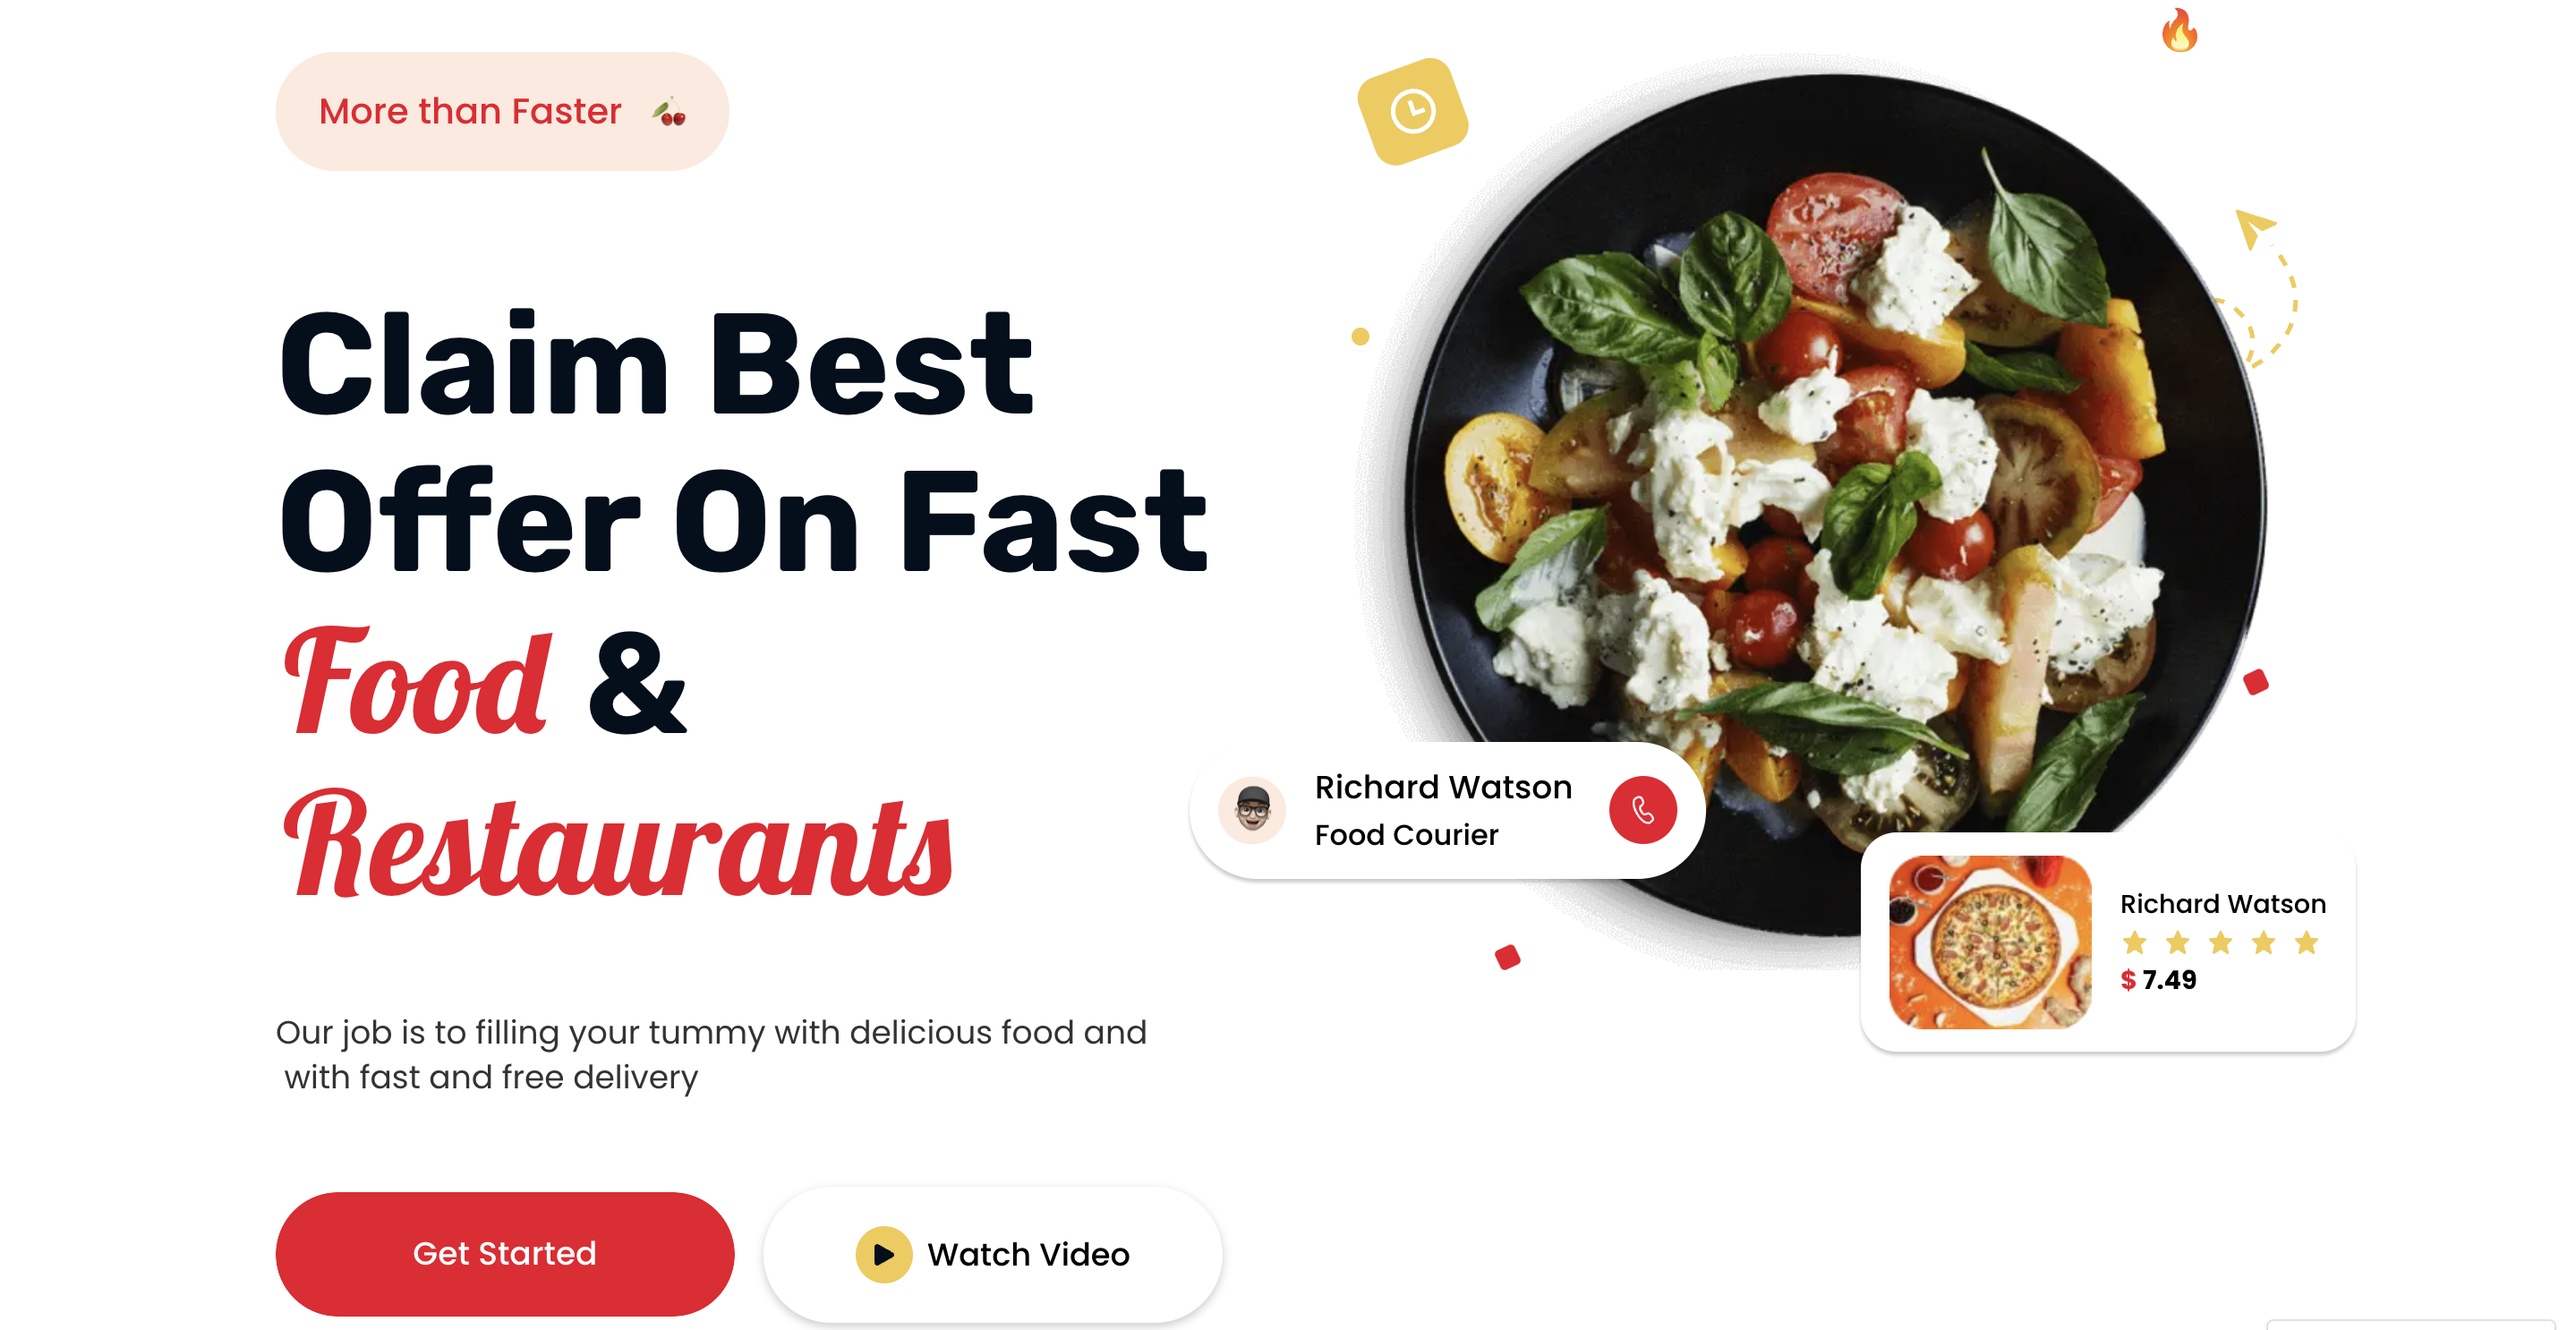 More than Faster
Claim Best
Offer On Fast
Food &
Restaurants
Our job is to filling your tummy with delicious food and
with fast and free delivery
Get Started
Watch Video
Richard Watson
Food Courier
Richard Watson
$ 7.49